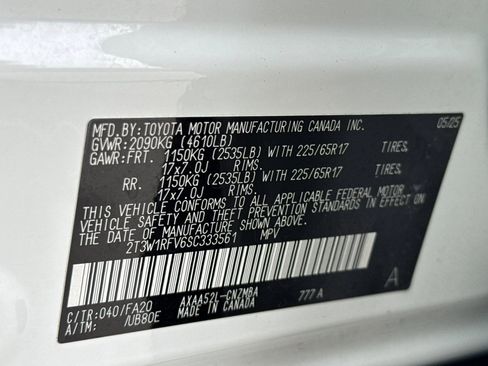 MFD.BY:TOYOTA MOTOR MANUFACTURING CANADA INC. 05/25
GVWR:2090KG (4610LB)
GAWR:FRT. 1150KG (2535LB) WITH 225/65R17 TIRES.
17x7.0J RIMS.
RR. 1150KG (2535LB) WITH 225/65R17 TIRES.
17x7.0J RIMS.
THIS VEHICLE CONFORMS TO ALL APPLICABLE FEDERAL MOTOR
VEHICLE SAFETY AND THEFT PREVENTION STANDARDS IN EFFECT
ON THE DATE OF MANUFACTURE SHOWN ABOVE.
2T3W1RFV6SC333561 MPV
A
C/TR:040/FA20 AXAA52L-CNZMBA 777A
A/TM: /UB80E MADE IN CANADA